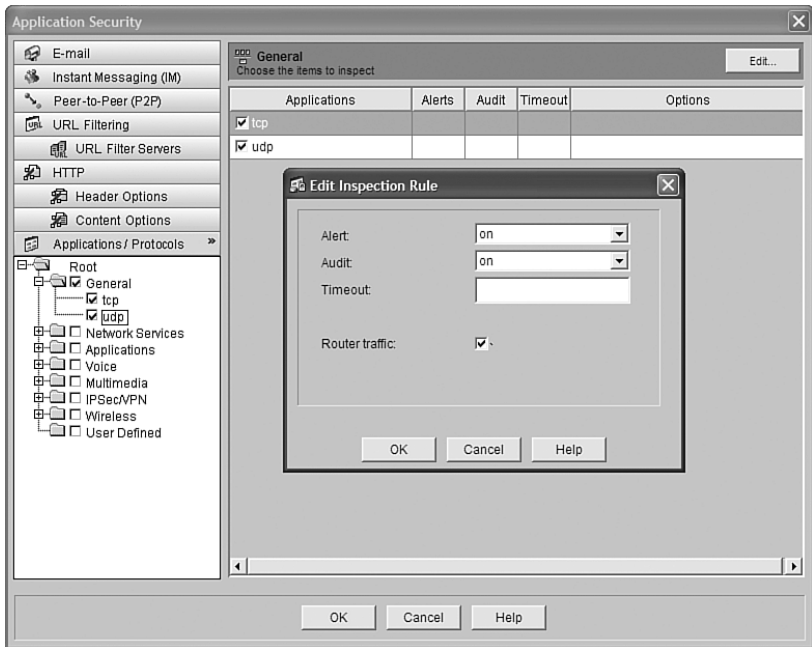 Application Security
E-mail
Instant Messaging (IM)
Peer-to-Peer (P2P)
URL Filtering
URL Filter Servers
HTTP
Header Options
Content Options
Applications / Protocols »
Root
General
tcp
udp
Network Services
Applications
Voice
Multimedia
IPSec/VPN
Wireless
User Defined
General
Choose the items to inspect
Edit...
Applications Alerts Audit Timeout Options
tcp
udp
Edit Inspection Rule
Alert: on
Audit: on
Timeout:
Router traffic:
OK Cancel Help
OK Cancel Help